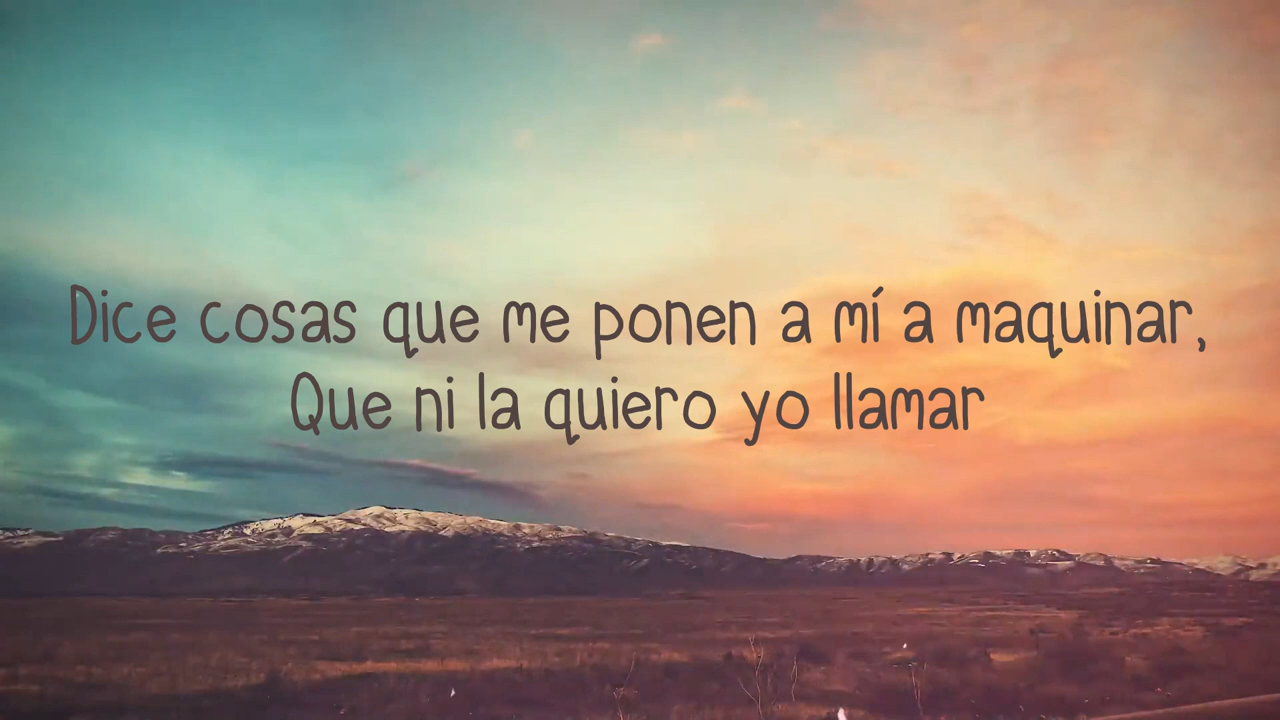 Dice cosas que me ponen a mí a maquinar,
Que ni la quiero yo llamar